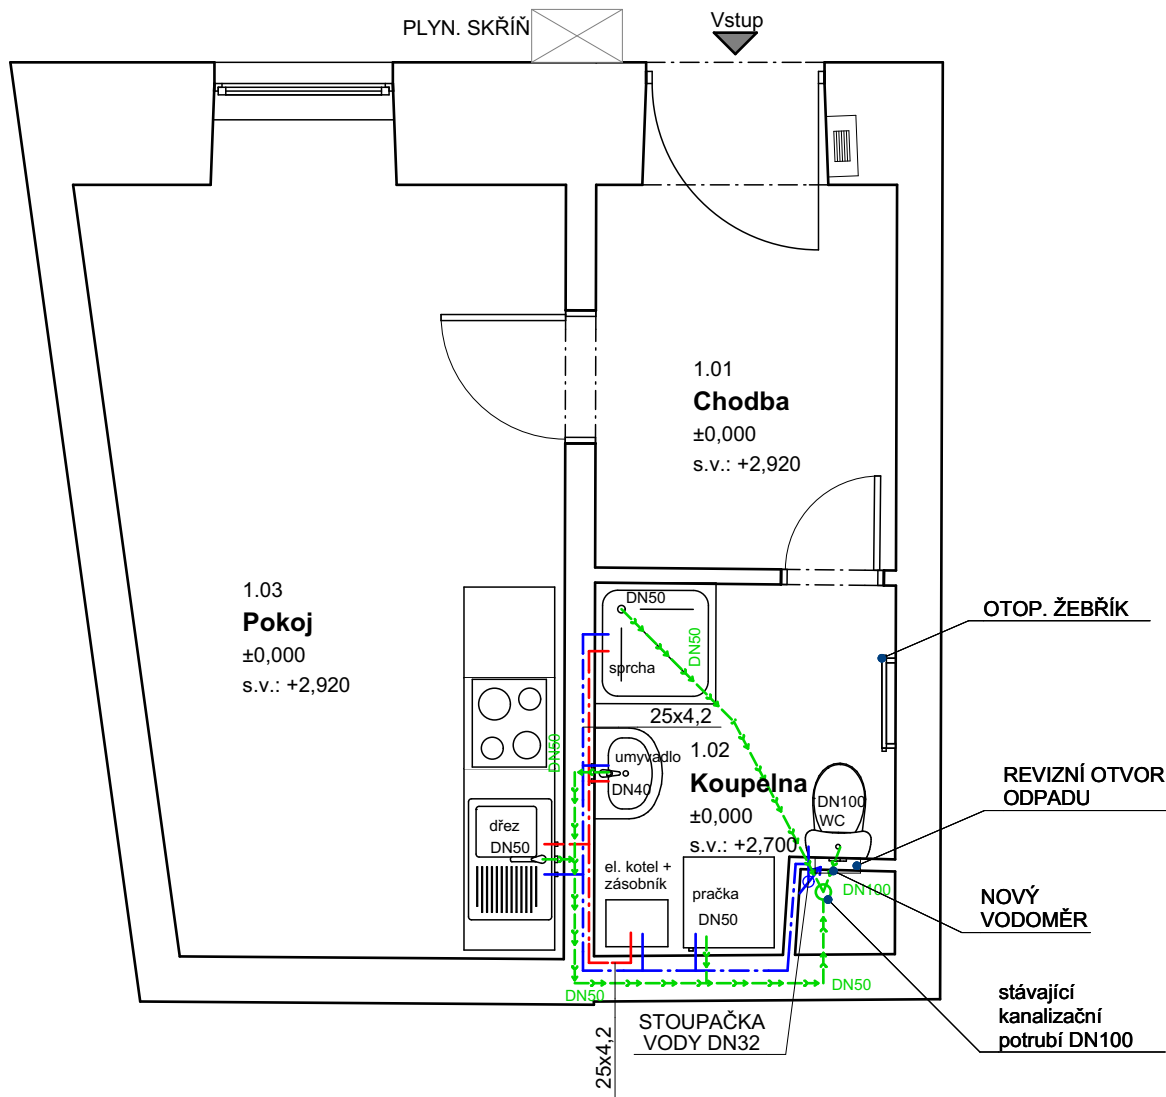 PLYN. SKŘÍŇ
Vstup
1.01
Chodba
±0,000
s.v.: +2,920
1.03
Pokoj
±0,000
s.v.: +2,920
DN50
DN50
sprcha
OTOP. ŽEBŘÍK
25x4,2
DN50
umyvadlo
DN40
1.02
Koupelna
±0,000
s.v.: +2,700
DN100
WC
REVIZNÍ OTVOR
ODPADU
dřez
DN50
el. kotel +
zásobník
pračka
DN50
DN100
NOVÝ
VODOMĚR
DN50
DN50
STOUPAČKA
VODY DN32
25x4,2
stávající
kanalizační
potrubí DN100